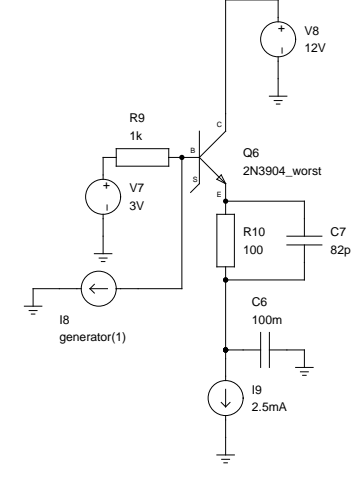 V8
12V
R9
1k
C
B
Q6
2N3904_worst
S
E
V7
3V
R10
100
C7
82p
I8
generator(1)
C6
100m
I9
2.5mA